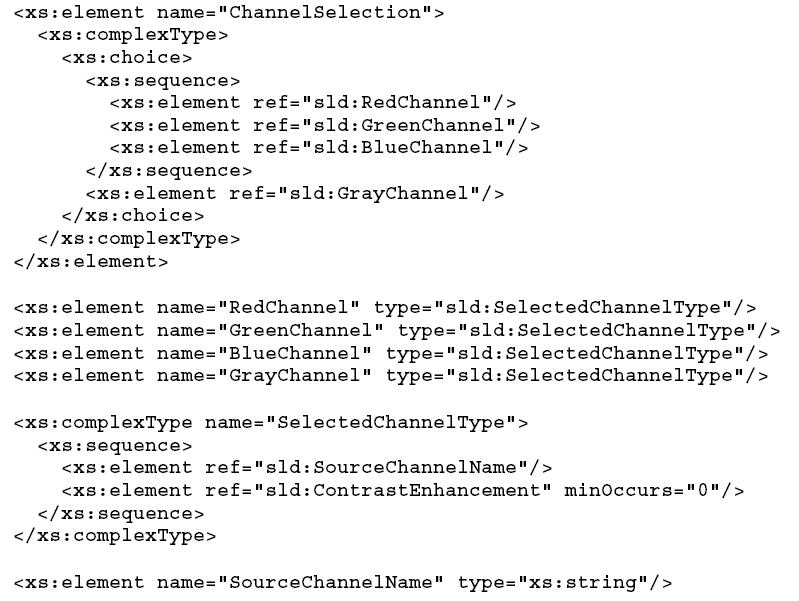 <xs:element name="ChannelSelection">
  <xs:complexType>
    <xs:choice>
      <xs:sequence>
        <xs:element ref="sld:RedChannel"/>
        <xs:element ref="sld:GreenChannel"/>
        <xs:element ref="sld:BlueChannel"/>
      </xs:sequence>
      <xs:element ref="sld:GrayChannel"/>
    </xs:choice>
  </xs:complexType>
</xs:element>

<xs:element name="RedChannel" type="sld:SelectedChannelType"/>
<xs:element name="GreenChannel" type="sld:SelectedChannelType"/>
<xs:element name="BlueChannel" type="sld:SelectedChannelType"/>
<xs:element name="GrayChannel" type="sld:SelectedChannelType"/>

<xs:complexType name="SelectedChannelType">
  <xs:sequence>
    <xs:element ref="sld:SourceChannelName"/>
    <xs:element ref="sld:ContrastEnhancement" minOccurs="0"/>
  </xs:sequence>
</xs:complexType>

<xs:element name="SourceChannelName" type="xs:string"/>